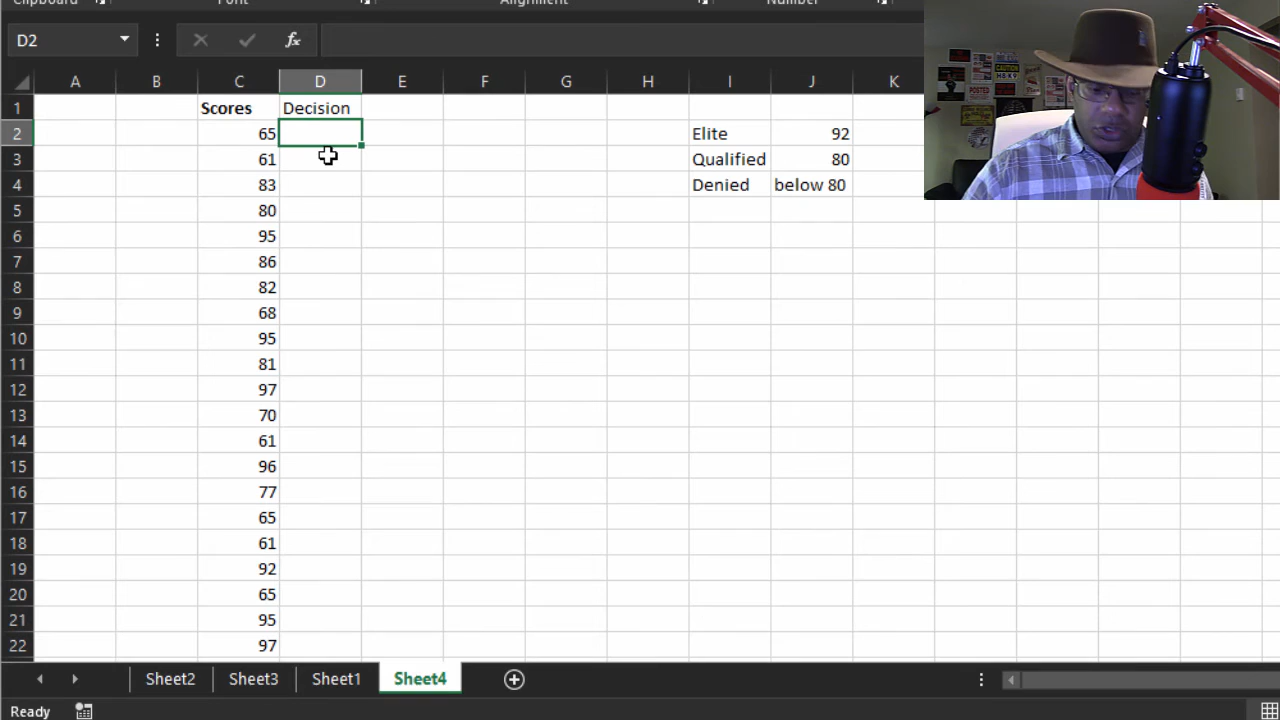 Clipboard Font Alignment Number
D2 fx
A B C D E F G H I J K
1 Scores Decision
2 65 Elite 92
3 61 Qualified 80
4 83 Denied below 80
5 80
6 95
7 86
8 82
9 68
10 95
11 81
12 97
13 70
14 61
15 96
16 77
17 65
18 61
19 92
20 65
21 95
22 97
Sheet2 Sheet3 Sheet1 Sheet4
Ready